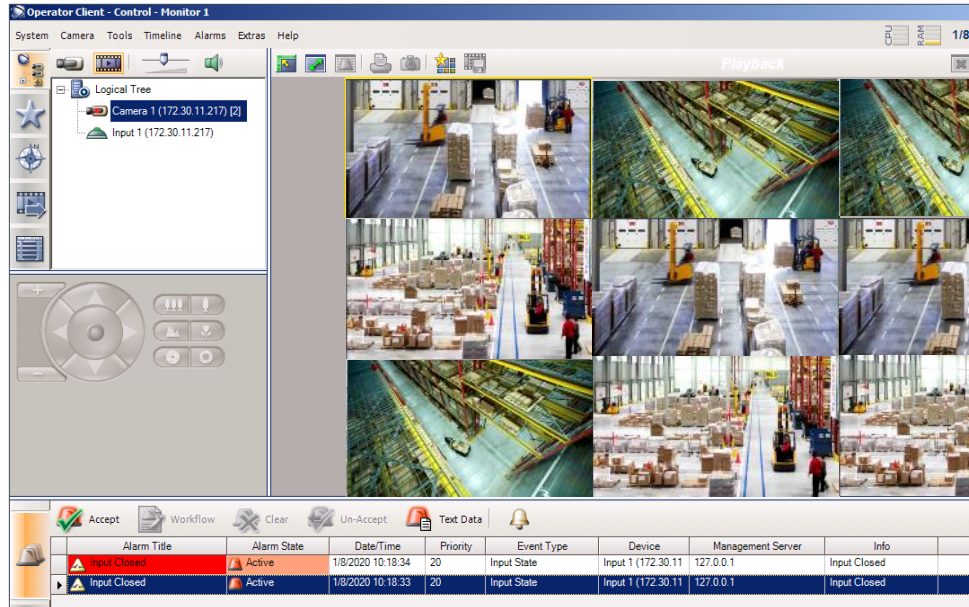 Operator Client - Control - Monitor 1
System Camera Tools Timeline Alarms Extras Help
CPU RAM 1/8
Playback
Logical Tree
Camera 1 (172.30.11.217) [2]
Input 1 (172.30.11.217)
Accept Workflow Clear Un-Accept Text Data
Alarm Title Alarm State Date/Time Priority Event Type Device Management Server Info
Input Closed Active 1/8/2020 10:18:34 20 Input State Input 1 (172.30.11 127.0.0.1 Input Closed
Input Closed Active 1/8/2020 10:18:33 20 Input State Input 1 (172.30.11 127.0.0.1 Input Closed